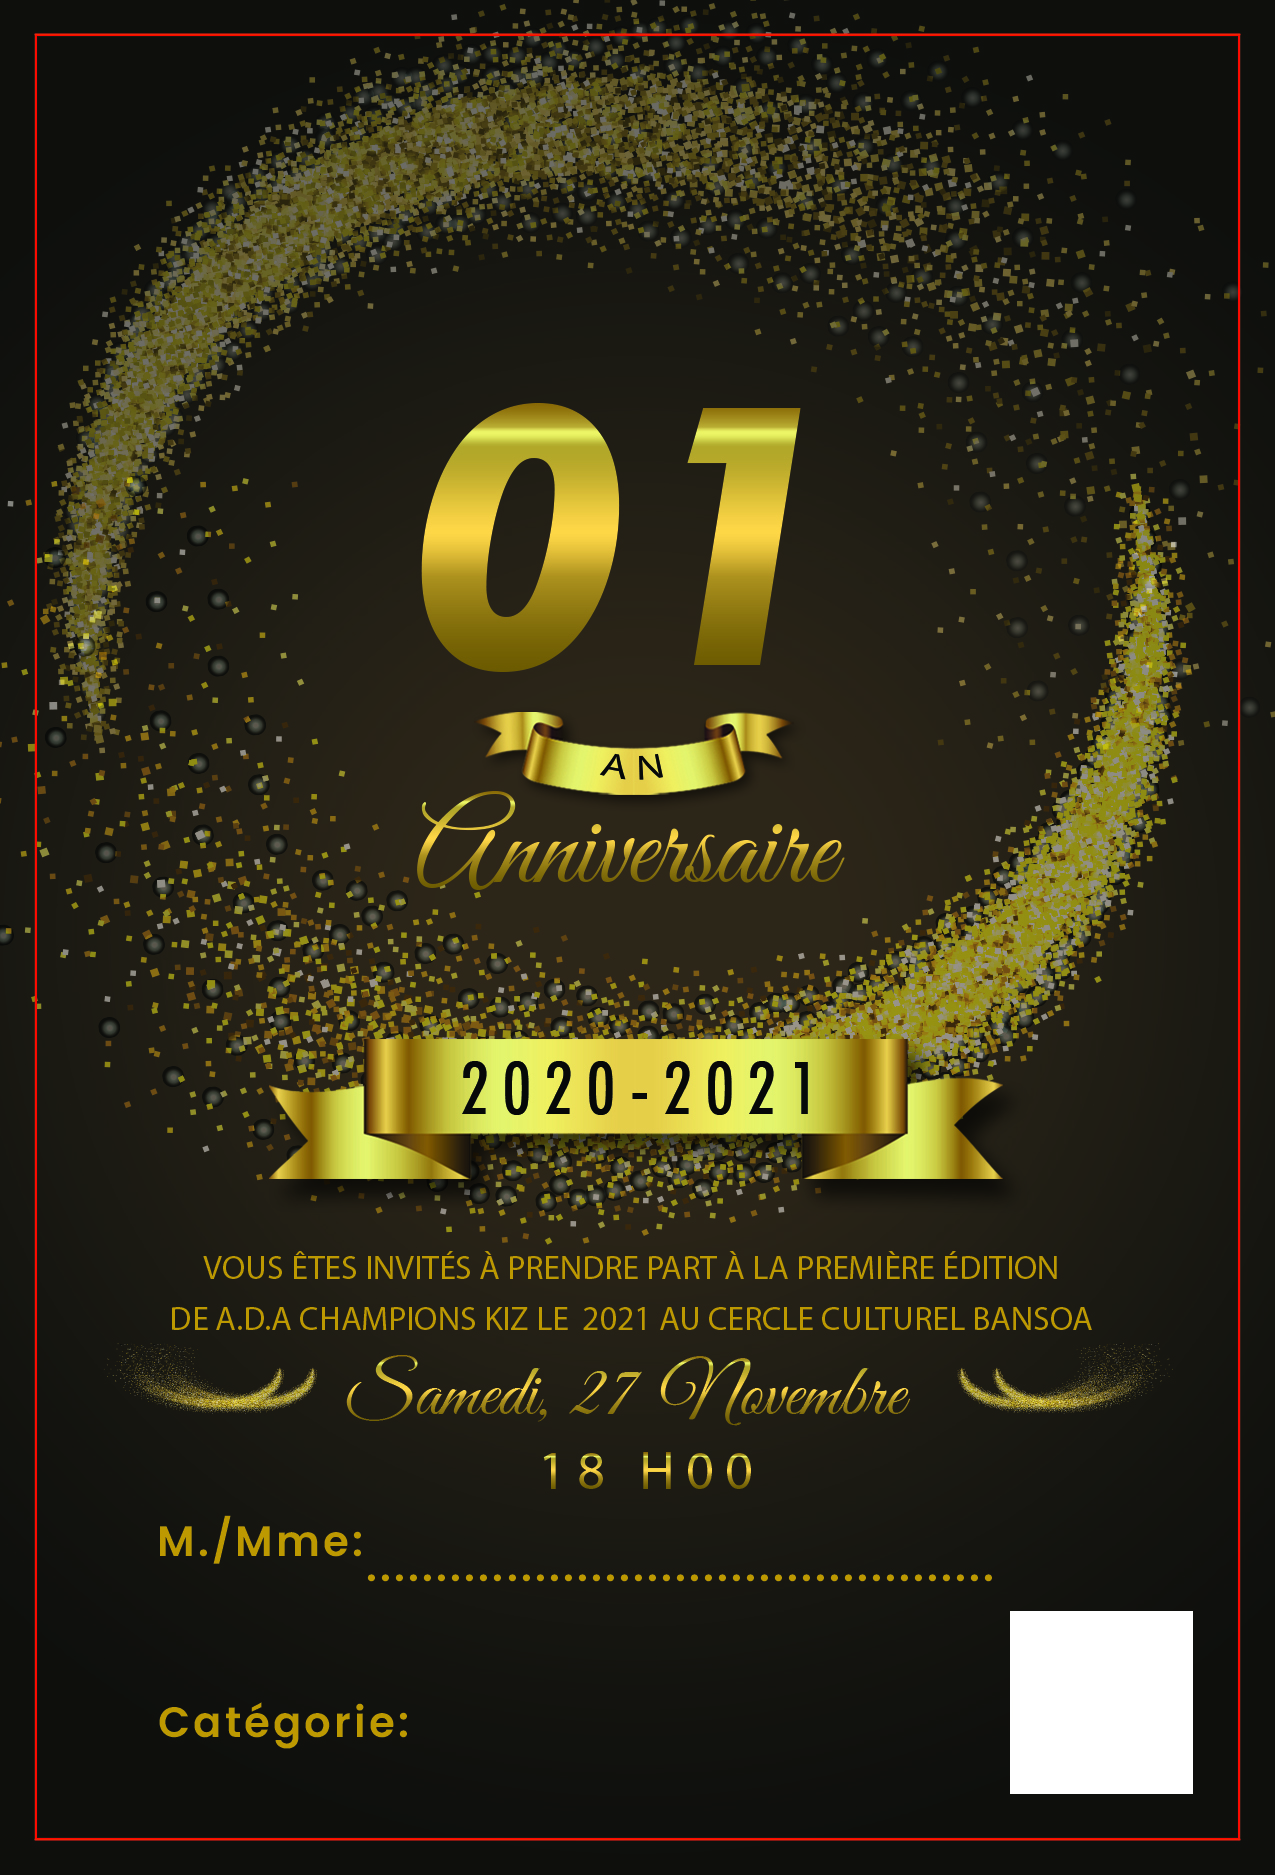 01
AN
Anniversaire
2020-2021
VOUS ÊTES INVITÉS À PRENDRE PART À LA PREMIÈRE ÉDITION
DE A.D.A CHAMPIONS KIZ LE 2021 AU CERCLE CULTUREL BANSOA
Samedi, 27 Novembre
18 H00
M./Mme: .............................................
Catégorie: